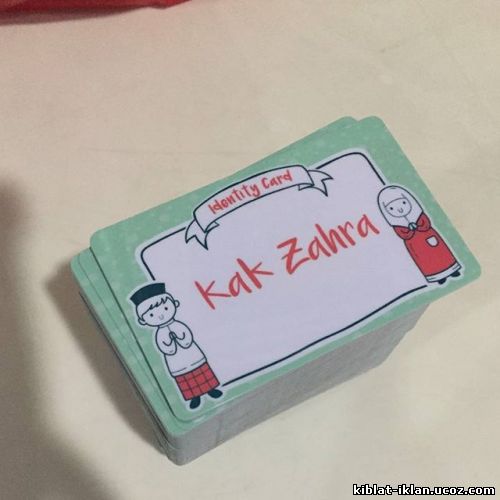 Identity Card
Kak Zahra
kiblat-iklan.ucoz.com